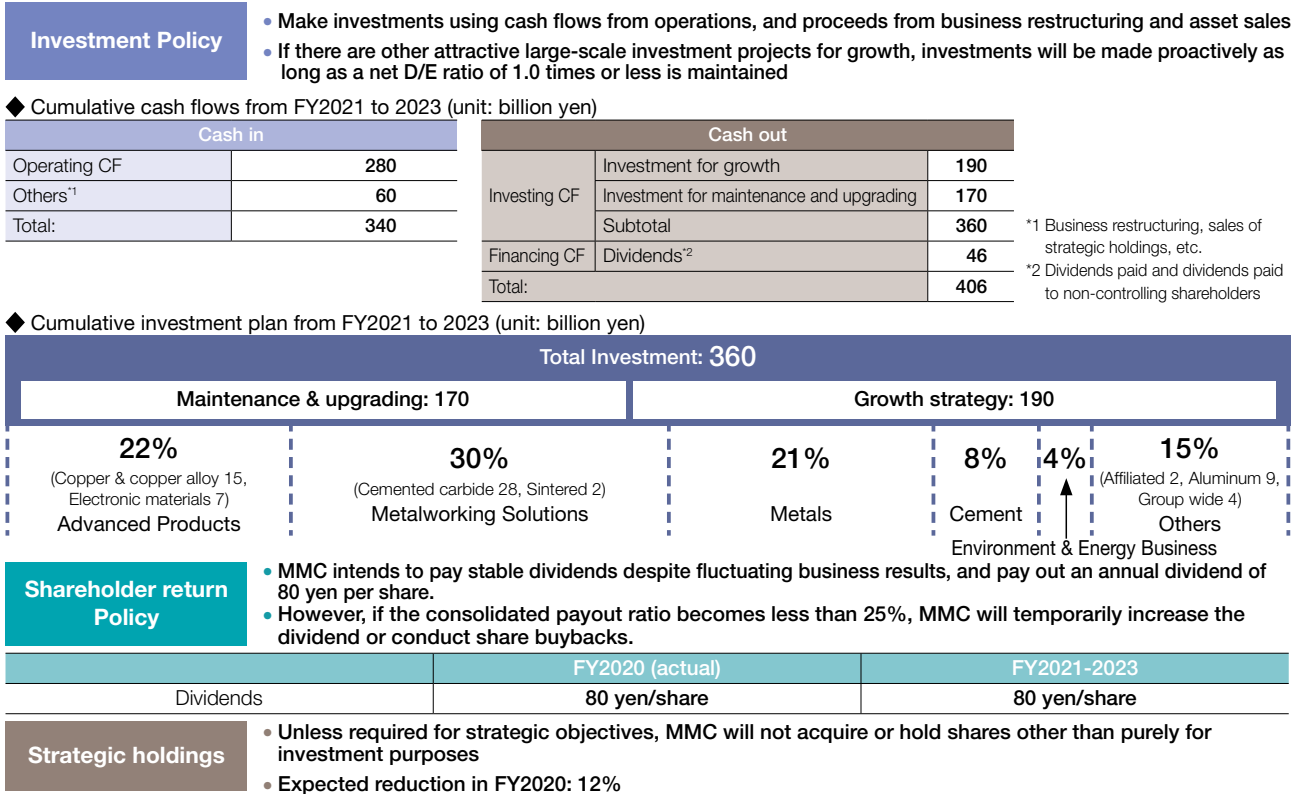 Investment Policy
• Make investments using cash flows from operations, and proceeds from business restructuring and asset sales
• If there are other attractive large-scale investment projects for growth, investments will be made proactively as
long as a net D/E ratio of 1.0 times or less is maintained
◆ Cumulative cash flows from FY2021 to 2023 (unit: billion yen)
Cash in
Operating CF 280
Others*1 60
Total: 340
Cash out
Investing CF
Investment for growth 190
Investment for maintenance and upgrading 170
Subtotal 360
Financing CF Dividends*2 46
Total: 406
*1 Business restructuring, sales of
strategic holdings, etc.
*2 Dividends paid and dividends paid
to non-controlling shareholders
◆ Cumulative investment plan from FY2021 to 2023 (unit: billion yen)
Total Investment: 360
Maintenance & upgrading: 170
Growth strategy: 190
22%
(Copper & copper alloy 15,
Electronic materials 7)
Advanced Products
30%
(Cemented carbide 28, Sintered 2)
Metalworking Solutions
21%
Metals
8%
Cement
4%
Environment & Energy Business
15%
(Affiliated 2, Aluminum 9,
Group wide 4)
Others
Shareholder return
Policy
• MMC intends to pay stable dividends despite fluctuating business results, and pay out an annual dividend of
80 yen per share.
• However, if the consolidated payout ratio becomes less than 25%, MMC will temporarily increase the
dividend or conduct share buybacks.
FY2020 (actual) FY2021-2023
Dividends 80 yen/share 80 yen/share
Strategic holdings
• Unless required for strategic objectives, MMC will not acquire or hold shares other than purely for
investment purposes
• Expected reduction in FY2020: 12%